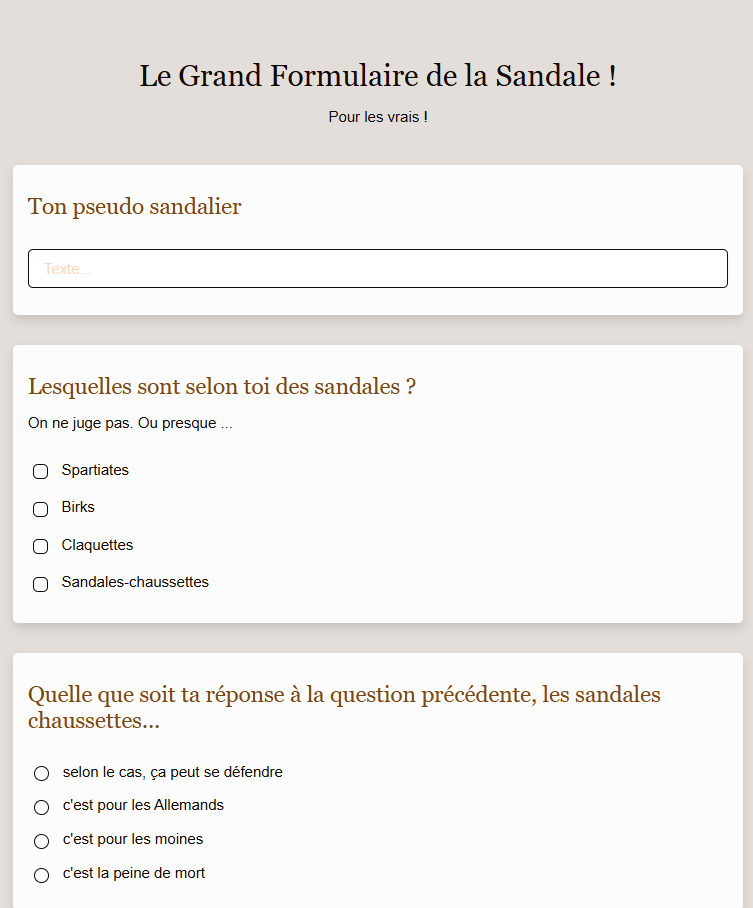 Le Grand Formulaire de la Sandale !
Pour les vrais !
Ton pseudo sandalier
Texte...
Lesquelles sont selon toi des sandales ?
On ne juge pas. Ou presque ...
Spartiates
Birks
Claquettes
Sandales-chaussettes
Quelle que soit ta réponse à la question précédente, les sandales
chaussettes...
selon le cas, ça peut se défendre
c'est pour les Allemands
c'est pour les moines
c'est la peine de mort